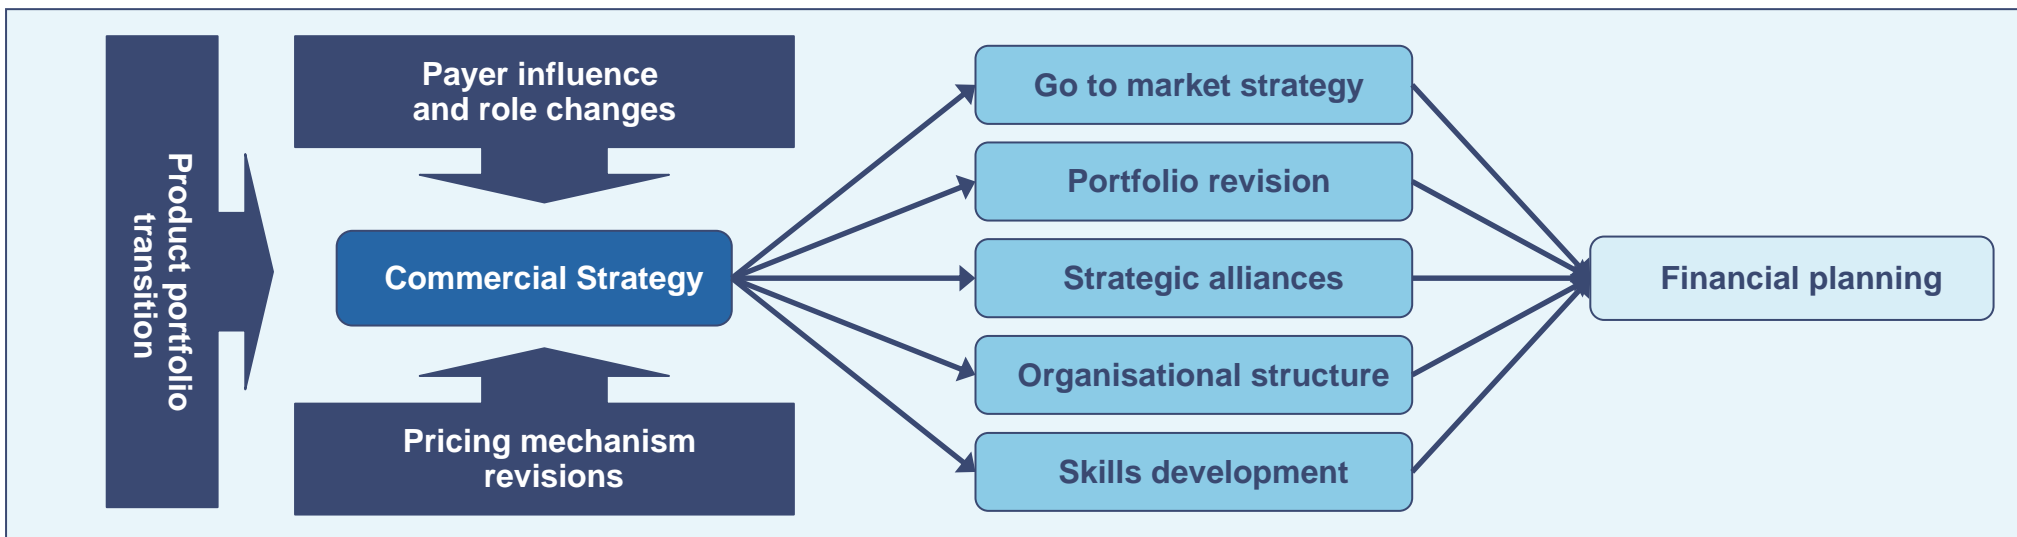 Product portfolio
transition
Payer influence
and role changes
Commercial Strategy
Pricing mechanism
revisions
Go to market strategy
Portfolio revision
Strategic alliances
Organisational structure
Skills development
Financial planning